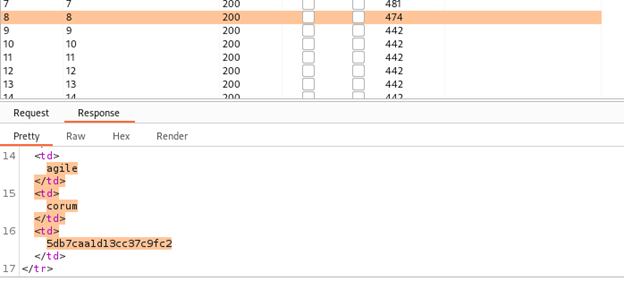 7 7 200 481
8 8 200 474
9 9 200 442
10 10 200 442
11 11 200 442
12 12 200 442
13 13 200 442
14 14 200 442
Request Response
Pretty Raw Hex Render
14 <td>
agile
</td>
15 <td>
corum
</td>
16 <td>
5db7caa1d13cc37c9fc2
</td>
17 </tr>